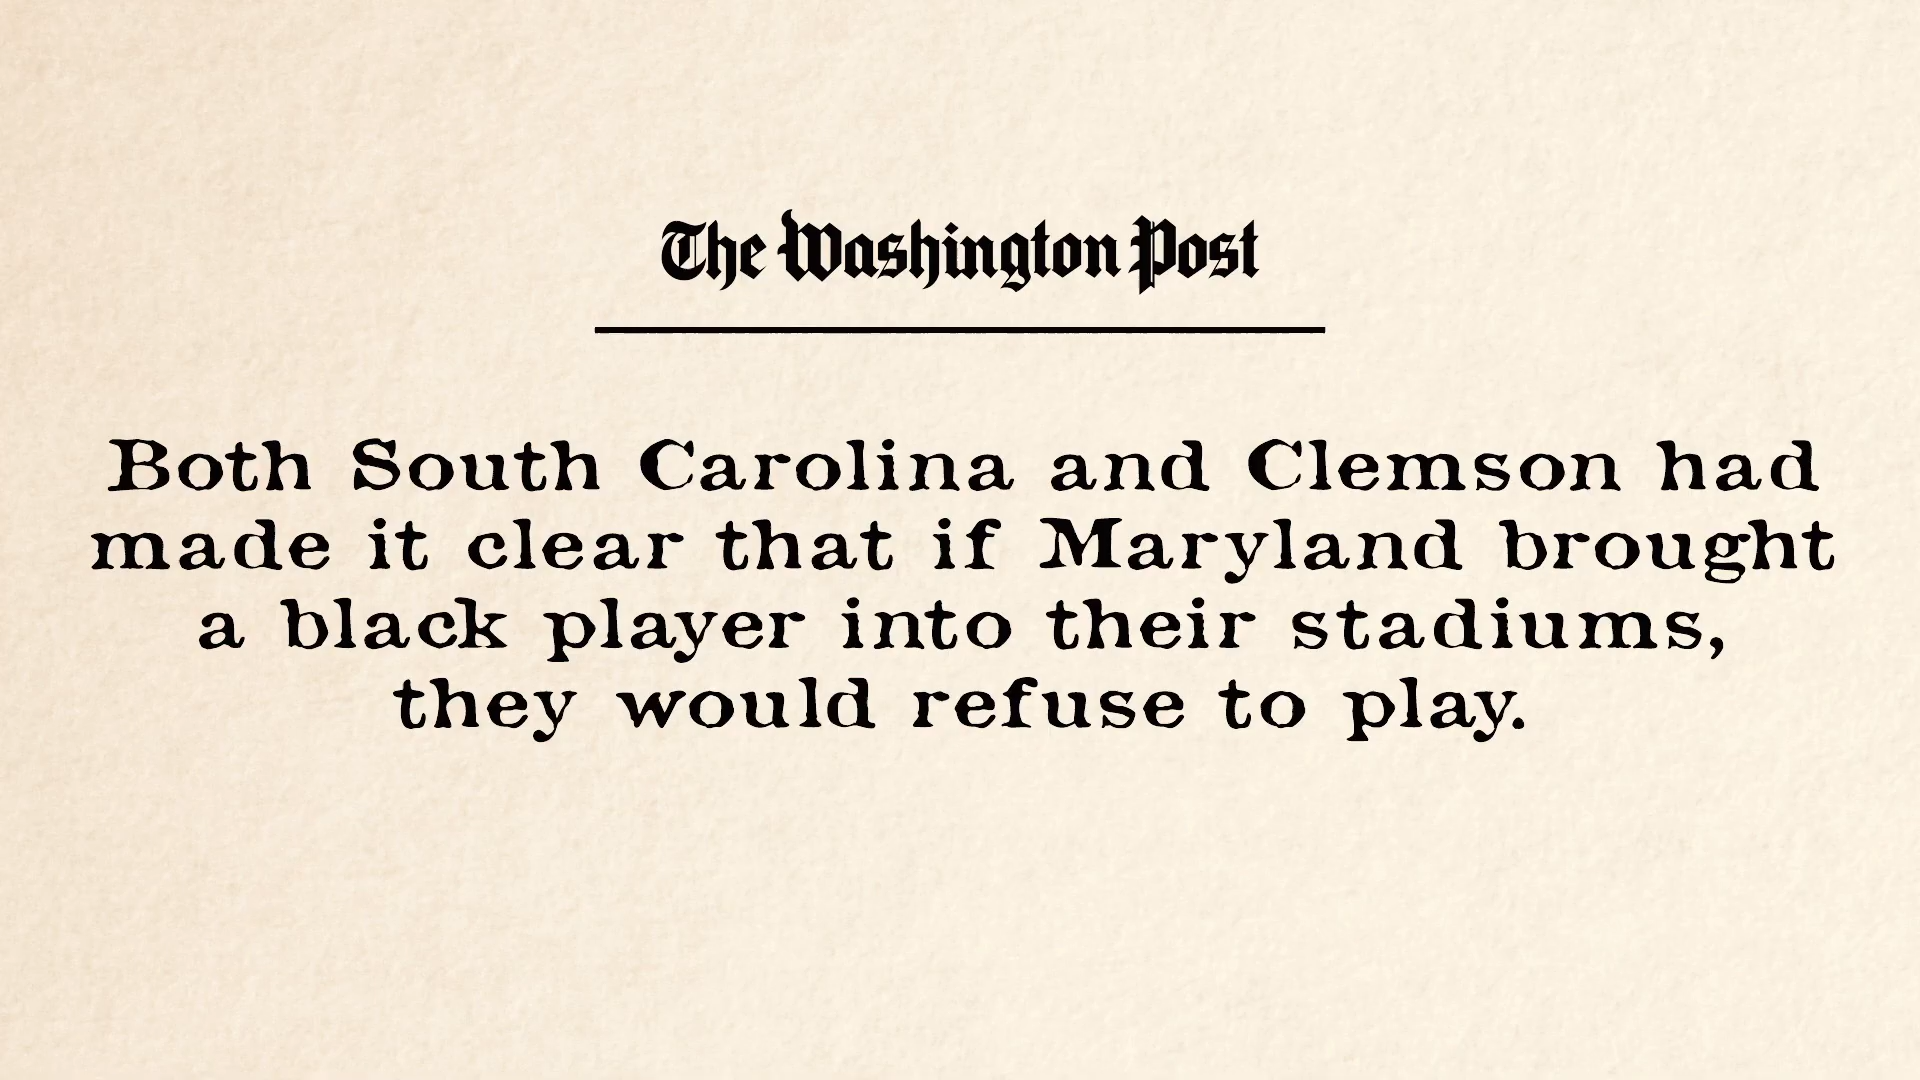 The Washington Post
Both South Carolina and Clemson had
made it clear that if Maryland brought
a black player into their stadiums,
they would refuse to play.